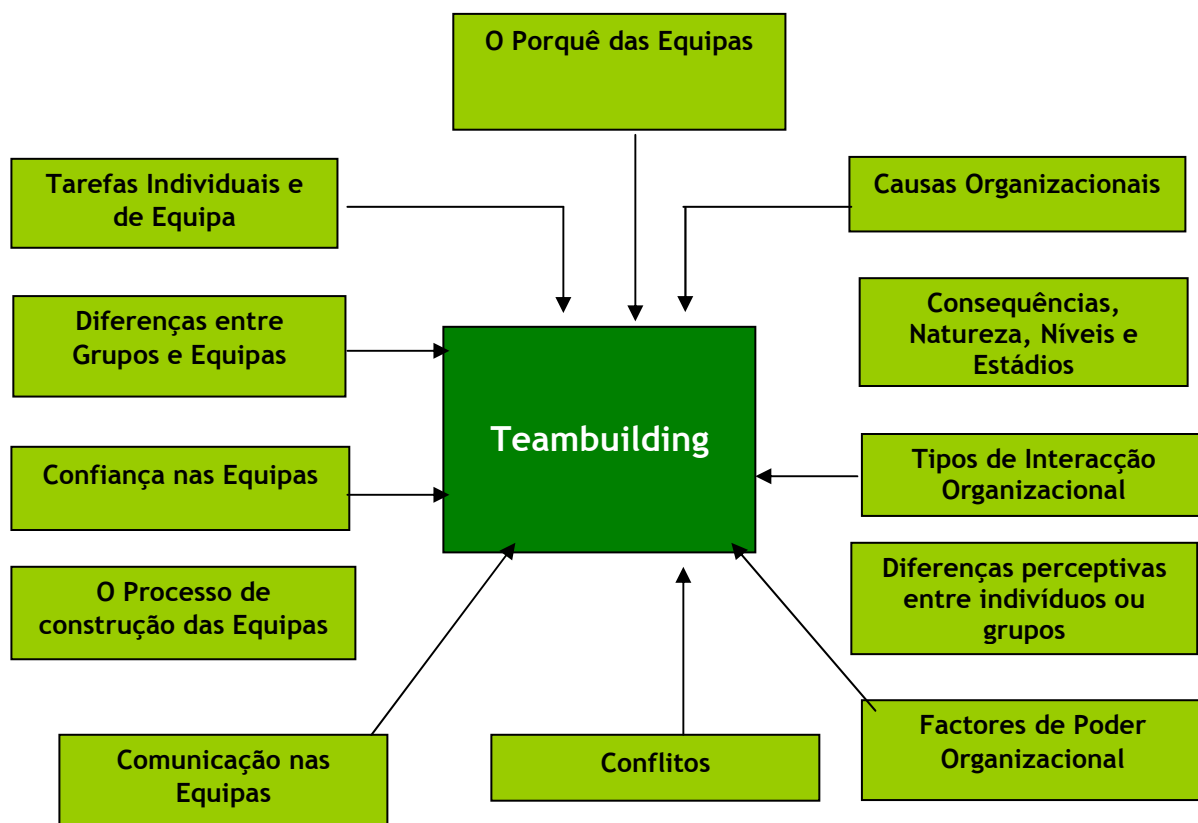 O Porquê das Equipas
Tarefas Individuais e
de Equipa
Causas Organizacionais
Diferenças entre
Grupos e Equipas
Consequências,
Natureza, Níveis e
Estádios
Teambuilding
Confiança nas Equipas
Tipos de Interacção
Organizacional
O Processo de
construção das Equipas
Diferenças perceptivas
entre indivíduos ou
grupos
Comunicação nas
Equipas
Conflitos
Factores de Poder
Organizacional